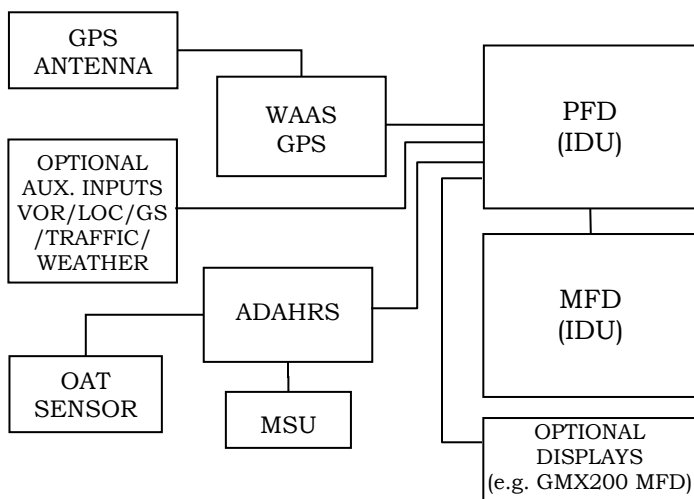 GPS
ANTENNA
WAAS
GPS
PFD
(IDU)
OPTIONAL
AUX. INPUTS
VOR/LOC/GS
/TRAFFIC/
WEATHER
ADAHRS
MFD
(IDU)
OAT
SENSOR
MSU
OPTIONAL
DISPLAYS
(e.g. GMX200 MFD)